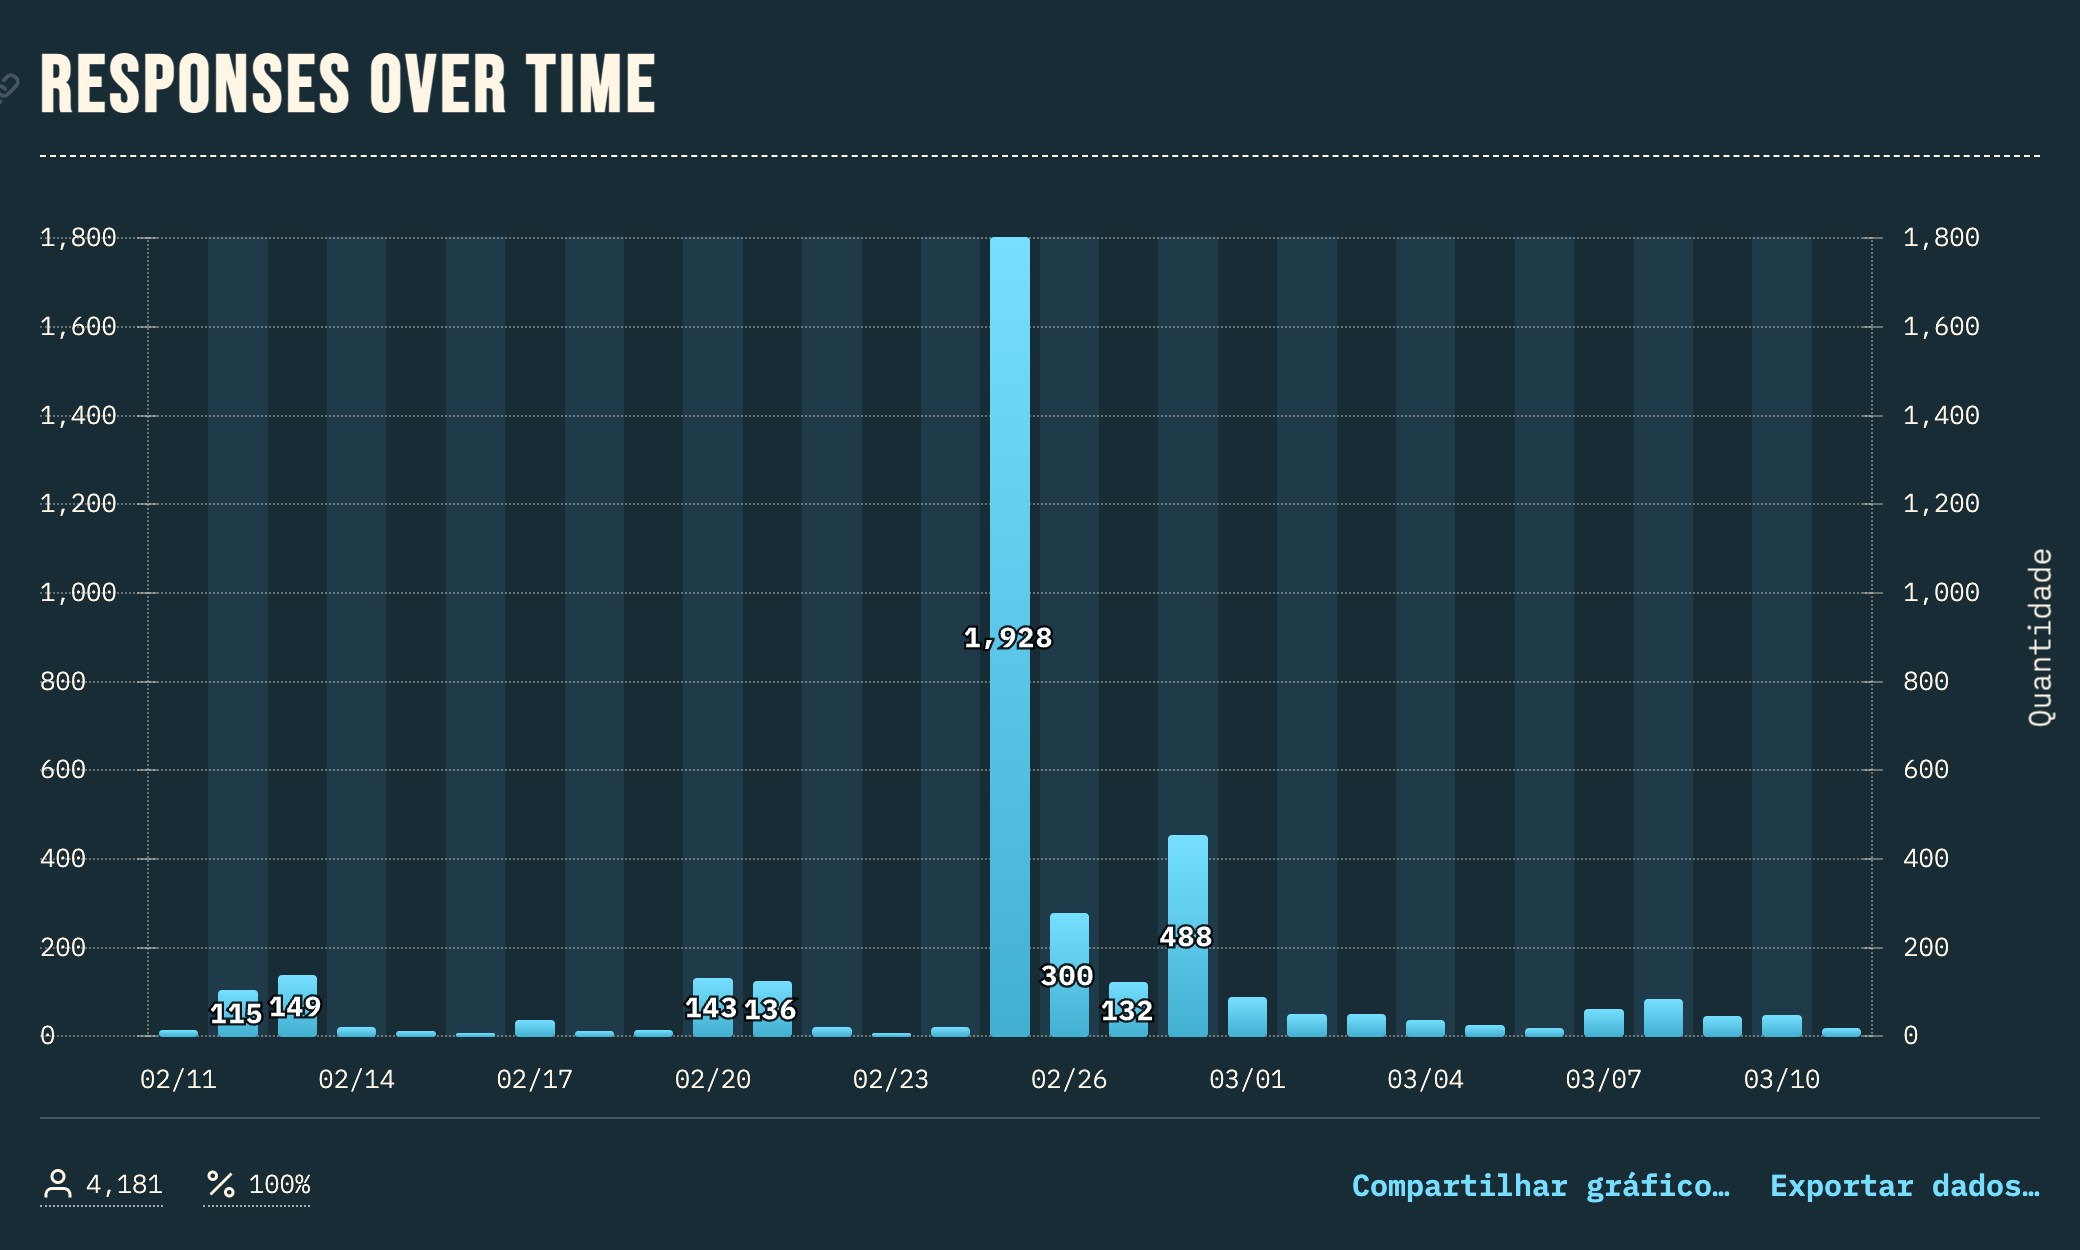 RESPONSES OVER TIME
1,800 1,800
1,600 1,600
1,400 1,400
1,200 1,200
1,000 1,000
800 800
600 600
400 400
200 200
0 0
Quantidade
115 149 143 136 1,928 300 132 488
02/11 02/14 02/17 02/20 02/23 02/26 03/01 03/04 03/07 03/10
4,181 % 100% Compartilhar gráfico… Exportar dados…